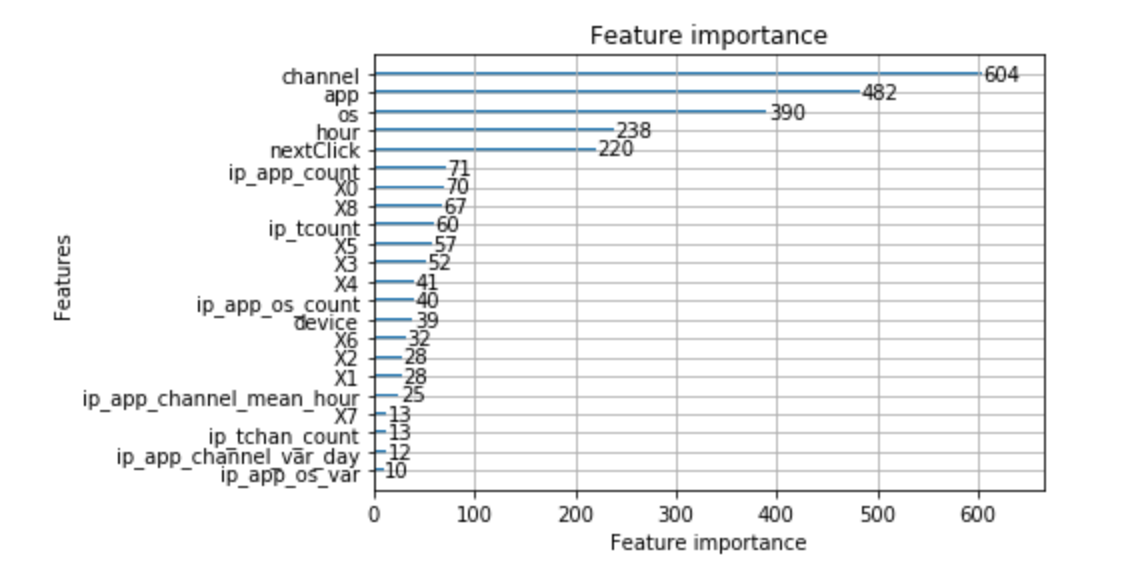 Feature importance
channel 604
app 482
os 390
hour 238
nextClick 220
ip_app_count 71
X0 70
X8 67
ip_tcount 60
X5 57
X3 52
X4 41
ip_app_os_count 40
device 39
X6 32
X2 28
X1 28
ip_app_channel_mean_hour 25
X7 13
ip_tchan_count 13
ip_app_channel_var_day 12
ip_app_os_var 10
Features
0 100 200 300 400 500 600
Feature importance